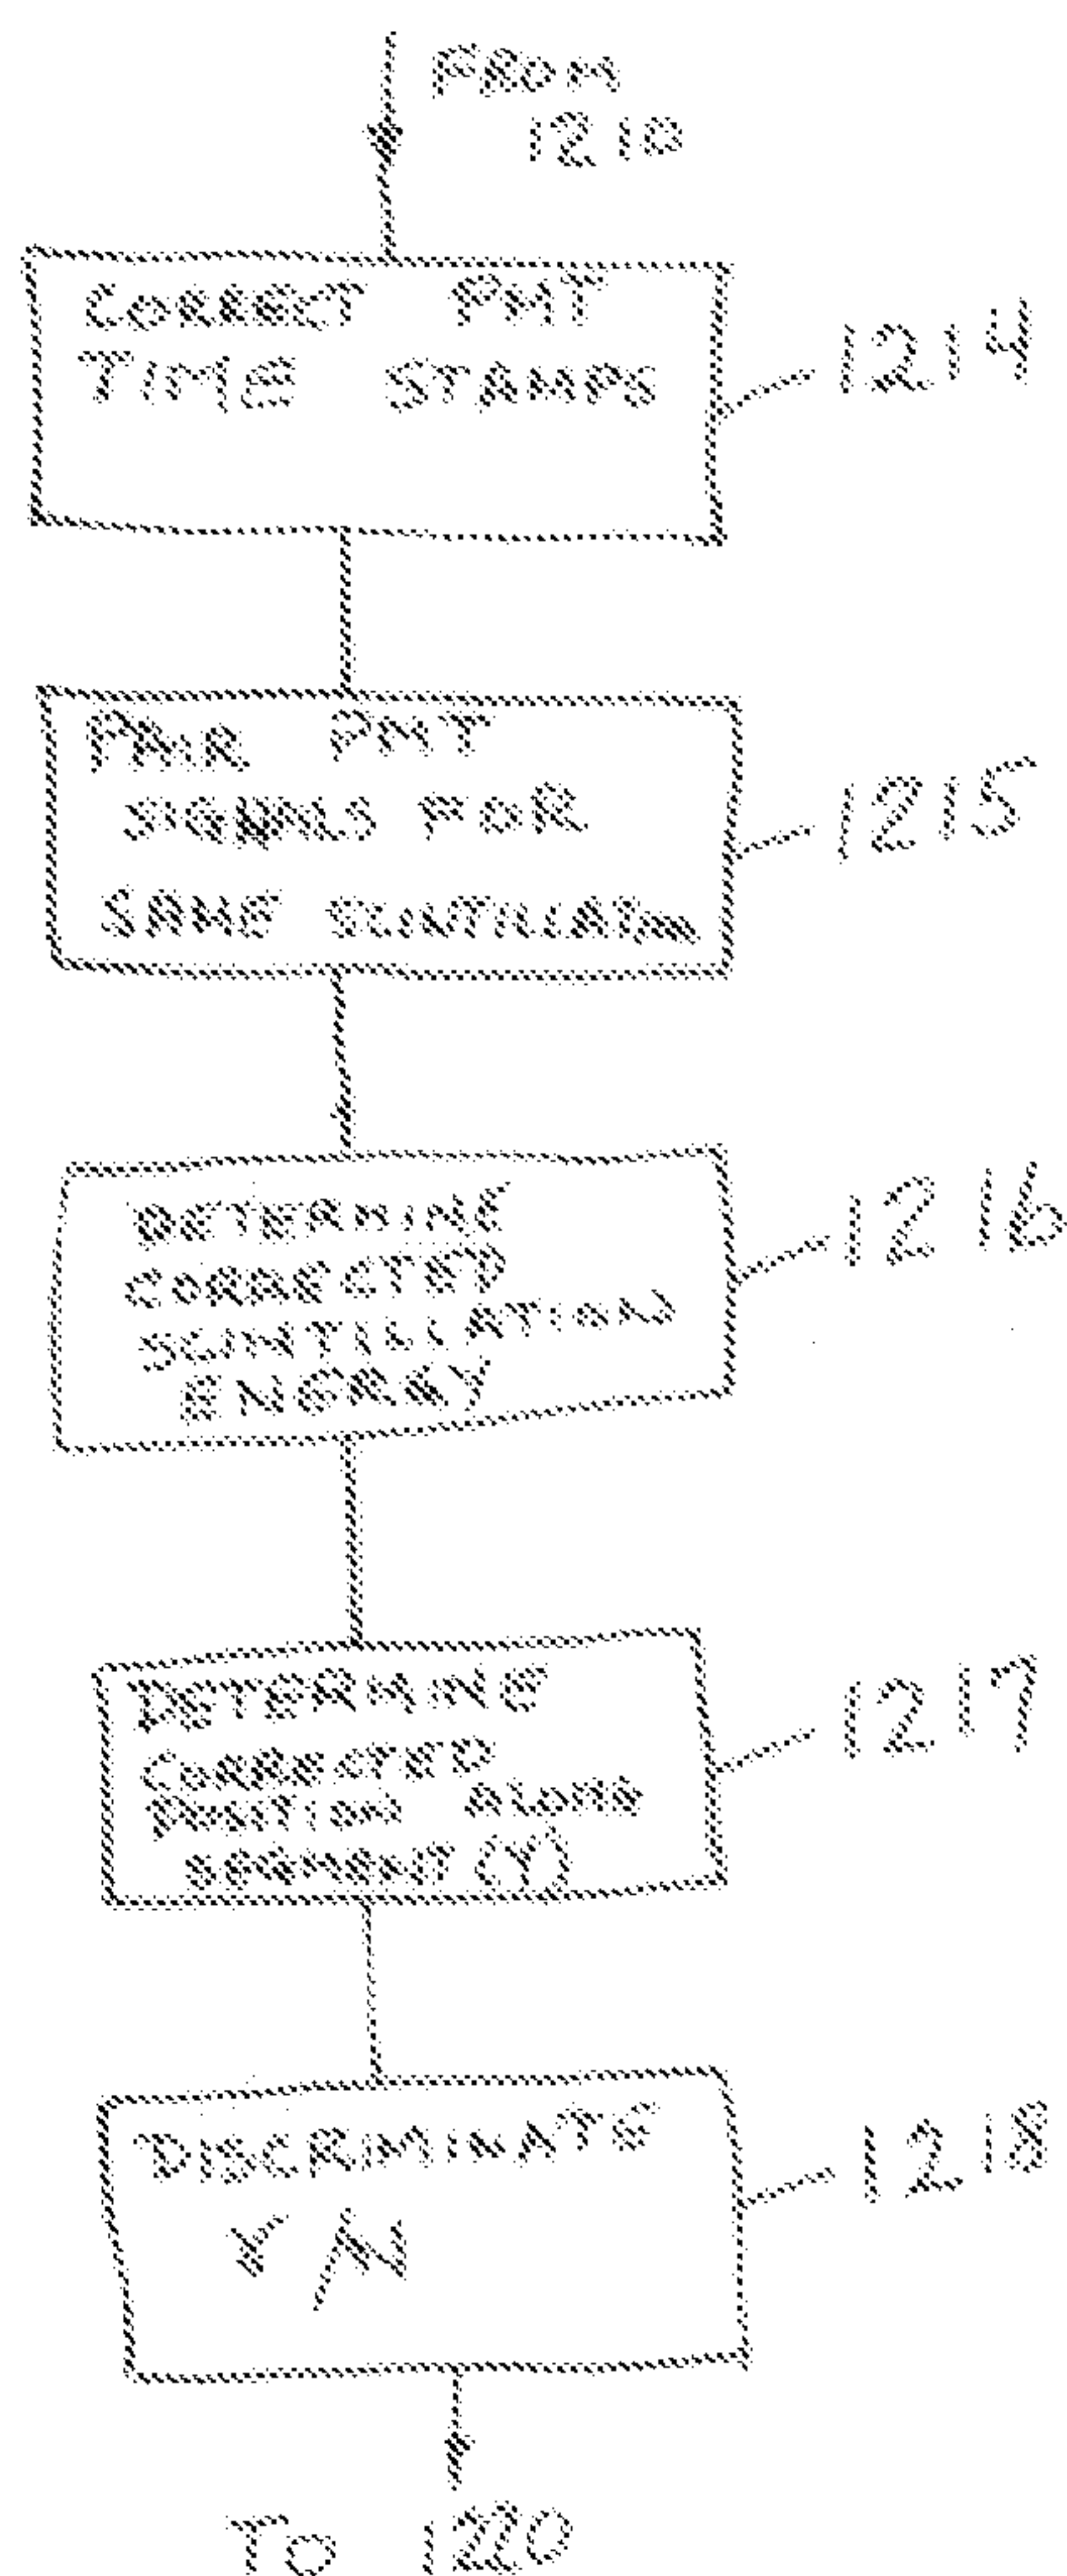 FROM
1210
CORRECT PMT
TIME STAMPS
1214
PAIR PMT
SIGNALS FOR
SAME SCINTILLATION
1215
DETERMINE
CORRECTED
SCINTILLATION
ENERGY
1216
DETERMINE
CORRECTED
POSITION ALONG
SEGMENT (Y)
1217
DISCRIMINATE
γ/N
1218
TO 1220